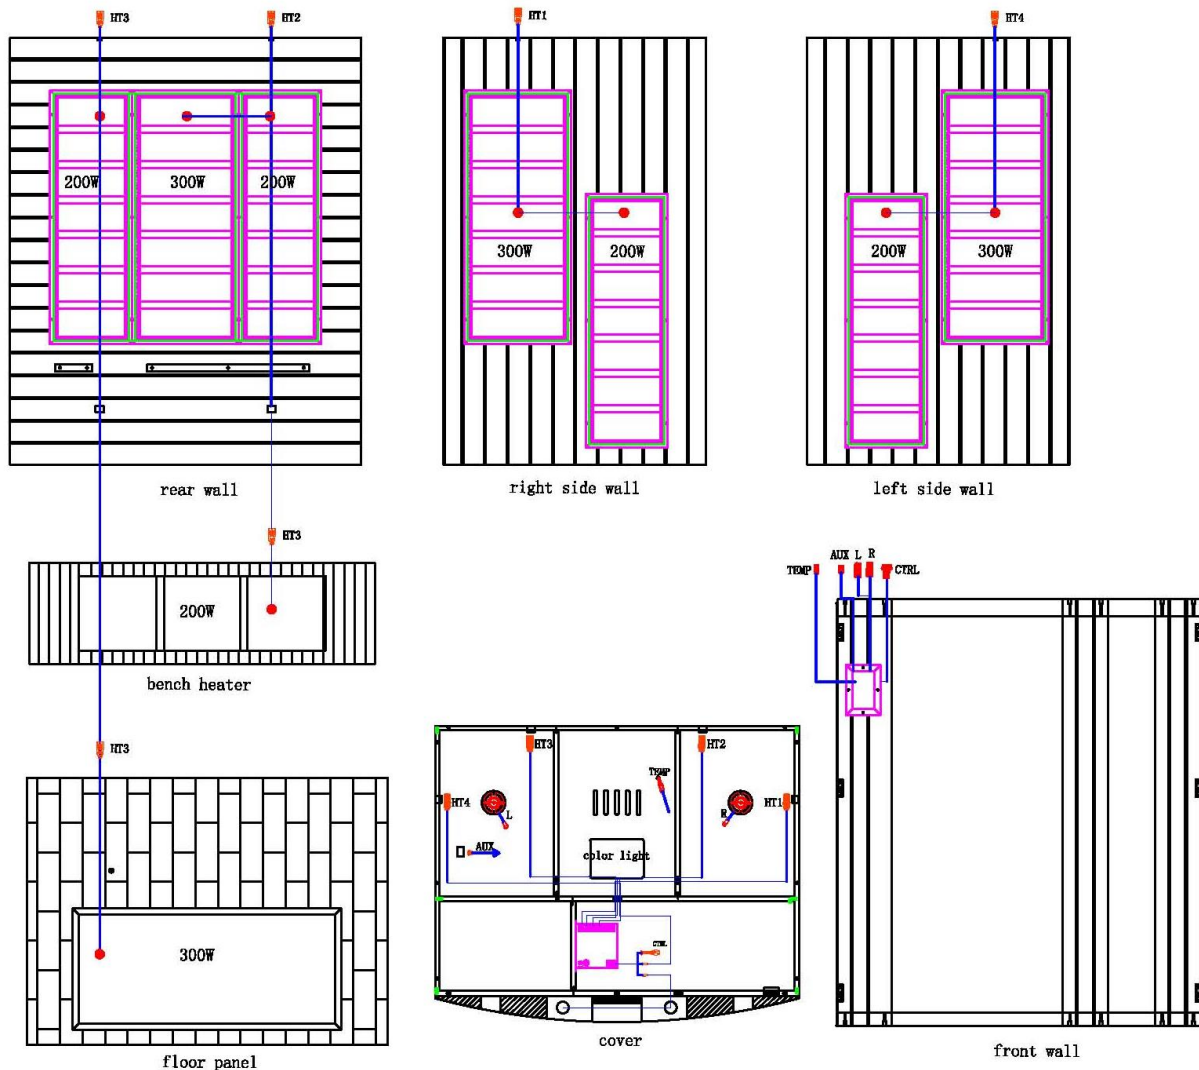 HT3
HT2
HT1
HT4
200W
300W
200W
300W
200W
200W
300W
rear wall
right side wall
left side wall
HT3
200W
bench heater
HT3
300W
floor panel
TEMP
AUX
L
R
CTRL
HT3
HT2
TEMP
HT4
HT1
L
R
AUX
color light
CTRL
cover
front wall